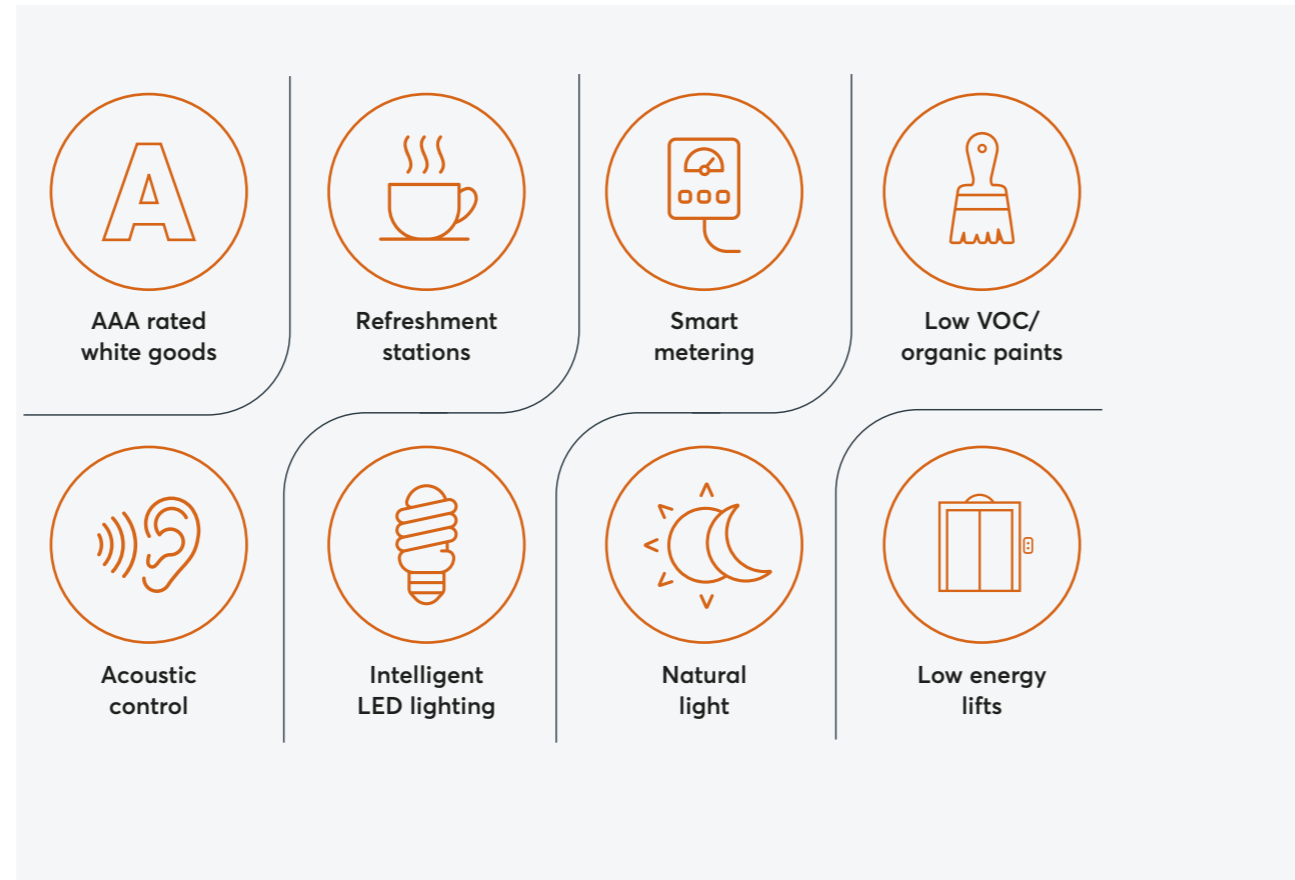 A
AAA rated
white goods
Refreshment
stations
Smart
metering
Low VOC/
organic paints
Acoustic
control
Intelligent
LED lighting
Natural
light
Low energy
lifts